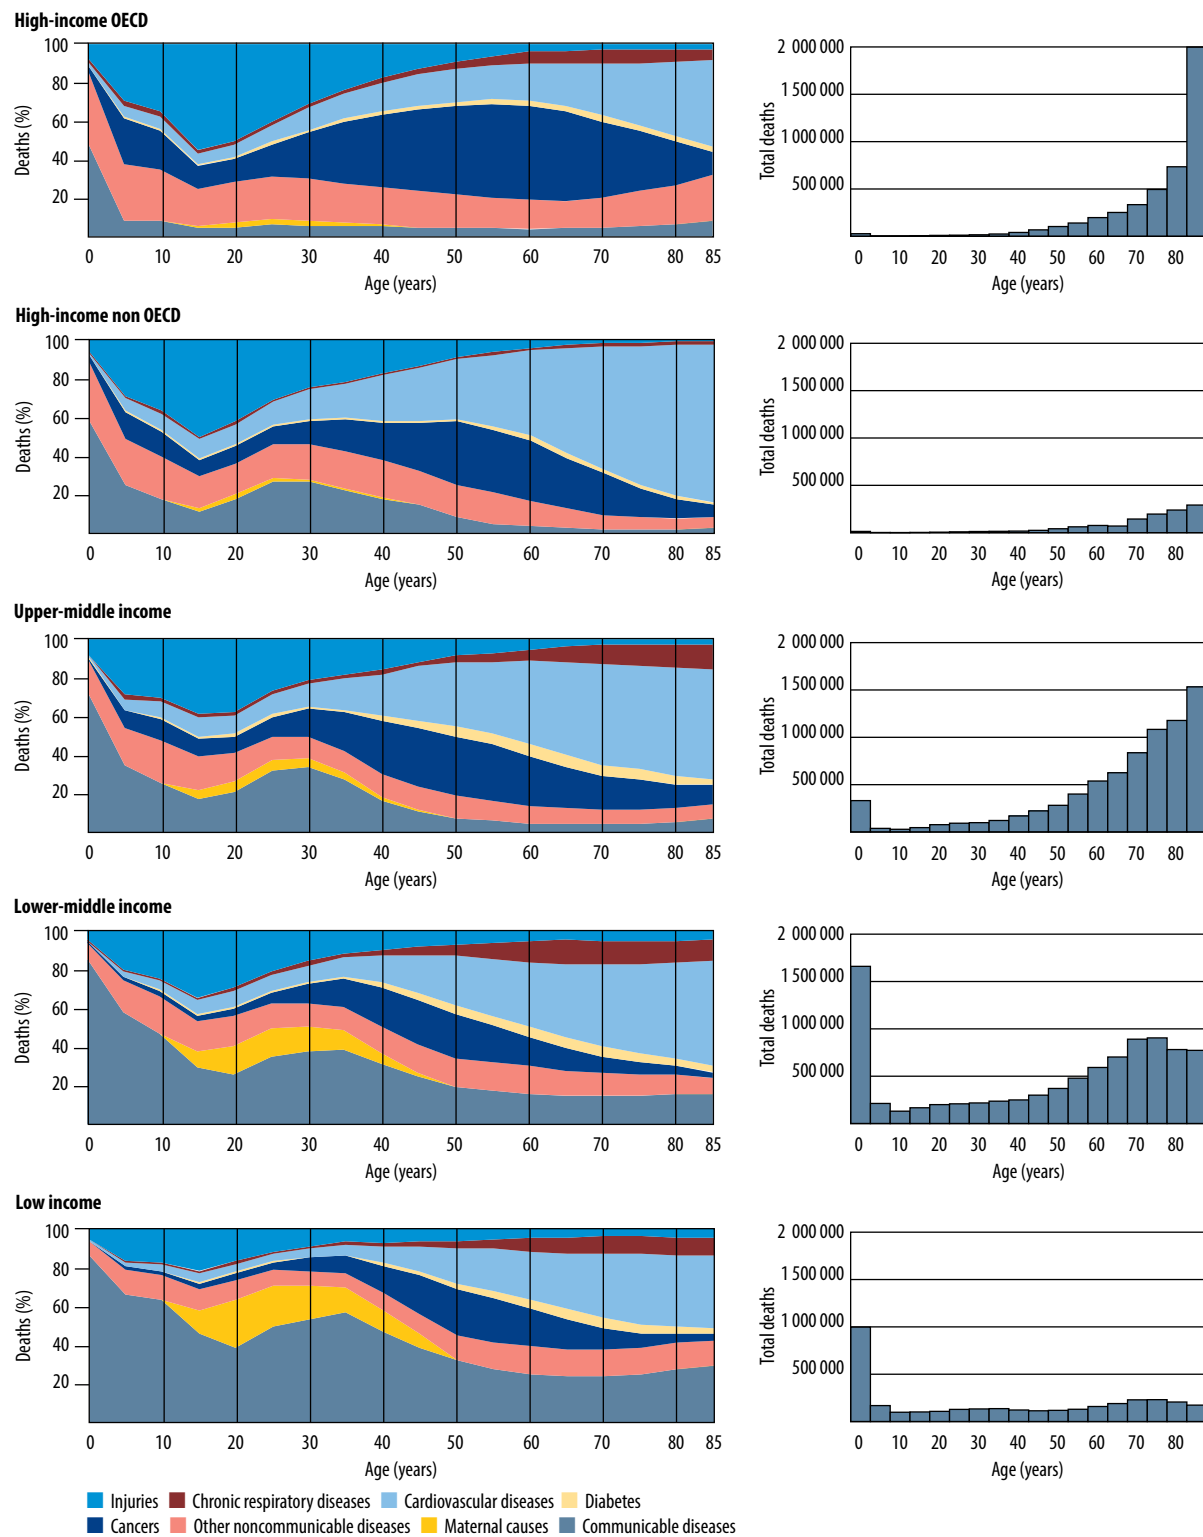 High-income OECD
100
80
60
40
20
Deaths (%)
0 10 20 30 40 50 60 70 80 85
Age (years)
2 000 000
1 500 000
1000 000
500 000
Total deaths
0 10 20 30 40 50 60 70 80
Age (years)
High-income non OECD
100
80
60
40
20
Deaths (%)
0 10 20 30 40 50 60 70 80 85
Age (years)
2 000 000
1 500 000
1000 000
500 000
Total deaths
0 10 20 30 40 50 60 70 80
Age (years)
Upper-middle income
100
80
60
40
20
Deaths (%)
0 10 20 30 40 50 60 70 80 85
Age (years)
2 000 000
1 500 000
1000 000
500 000
Total deaths
0 10 20 30 40 50 60 70 80
Age (years)
Lower-middle income
100
80
60
40
20
Deaths (%)
0 10 20 30 40 50 60 70 80 85
Age (years)
2 000 000
1 500 000
1000 000
500 000
Total deaths
0 10 20 30 40 50 60 70 80
Age (years)
Low income
100
80
60
40
20
Deaths (%)
0 10 20 30 40 50 60 70 80 85
Age (years)
2 000 000
1 500 000
1000 000
500 000
Total deaths
0 10 20 30 40 50 60 70 80
Age (years)
Injuries Chronic respiratory diseases Cardiovascular diseases Diabetes
Cancers Other noncommunicable diseases Maternal causes Communicable diseases